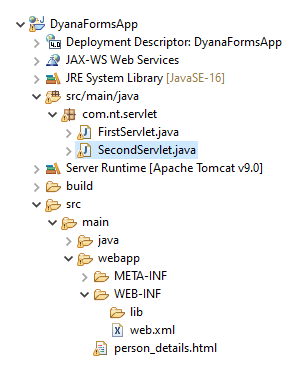 DyanaFormsApp
Deployment Descriptor: DyanaFormsApp
JAX-WS Web Services
JRE System Library [JavaSE-16]
src/main/java
com.nt.servlet
FirstServlet.java
SecondServlet.java
Server Runtime [Apache Tomcat v9.0]
build
src
main
java
webapp
META-INF
WEB-INF
lib
web.xml
person_details.html